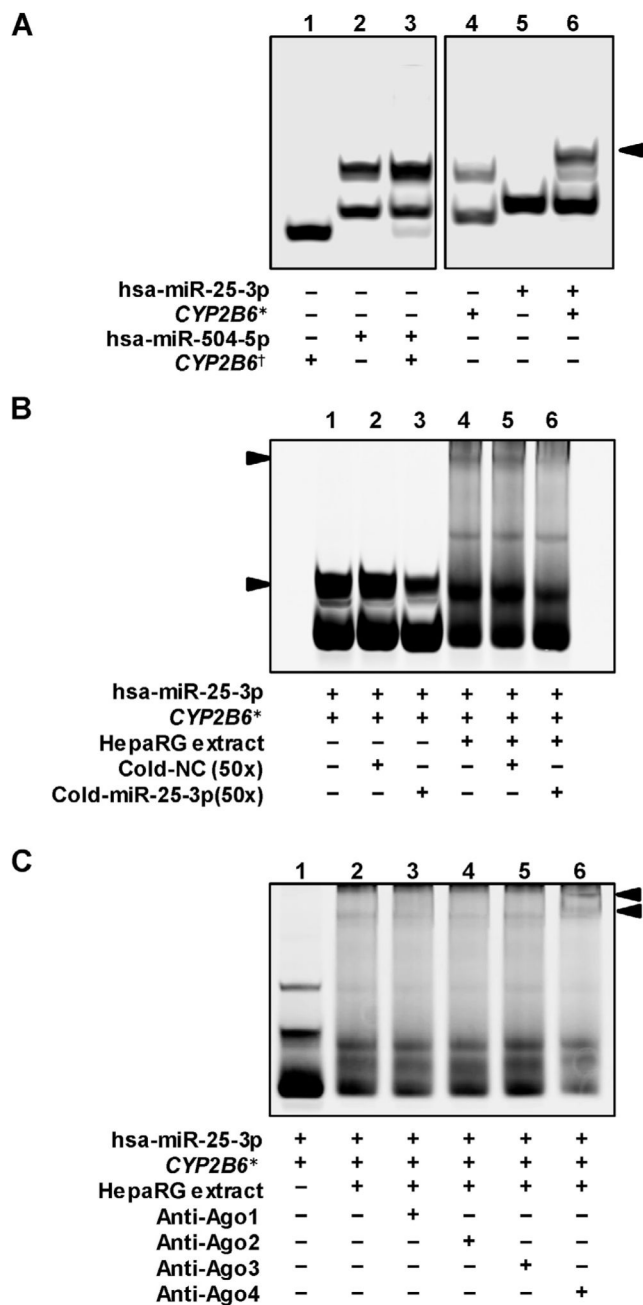 A
1 2 3 4 5 6
hsa-miR-25-3p – – – – + +
CYP2B6* – – – + – +
hsa-miR-504-5p – + + – – –
CYP2B6† + – + – – –
B
1 2 3 4 5 6
hsa-miR-25-3p + + + + + +
CYP2B6* + + + + + +
HepaRG extract – – – + + +
Cold-NC (50x) – + – – + –
Cold-miR-25-3p(50x) – – + – – +
C
1 2 3 4 5 6
hsa-miR-25-3p + + + + + +
CYP2B6* + + + + + +
HepaRG extract – + + + + +
Anti-Ago1 – – + – – –
Anti-Ago2 – – – + – –
Anti-Ago3 – – – – + –
Anti-Ago4 – – – – – +